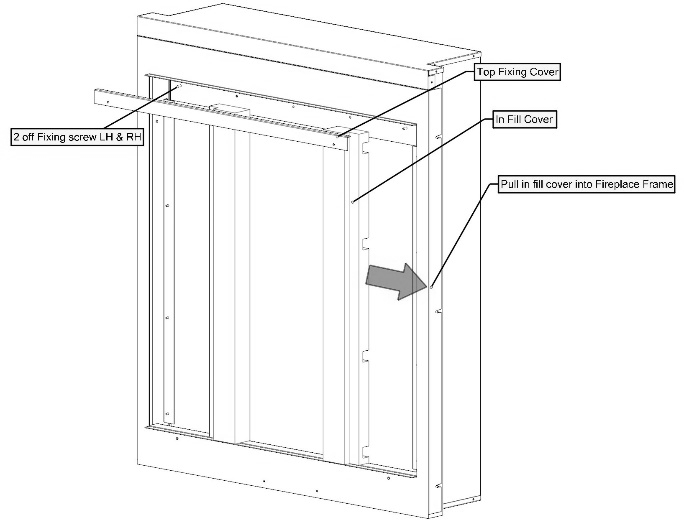 Top Fixing Cover
In Fill Cover
2 off Fixing screw LH & RH
Pull in fill cover into Fireplace Frame